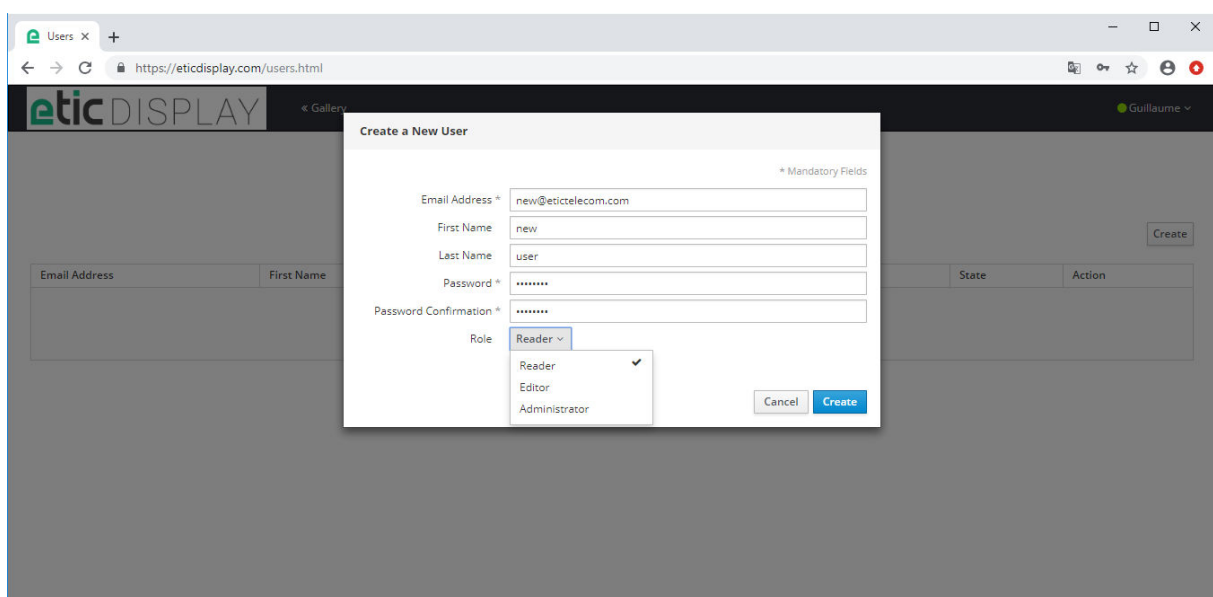 Users
https://eticdisplay.com/users.html
etic DISPLAY
« Gallery
Guillaume
Create a New User
* Mandatory Fields
Email Address * new@etictelecom.com
First Name new
Last Name user
Create
Email Address First Name State Action
Password * ••••••••
Password Confirmation * ••••••••
Role Reader
Reader
Editor
Administrator
Cancel Create